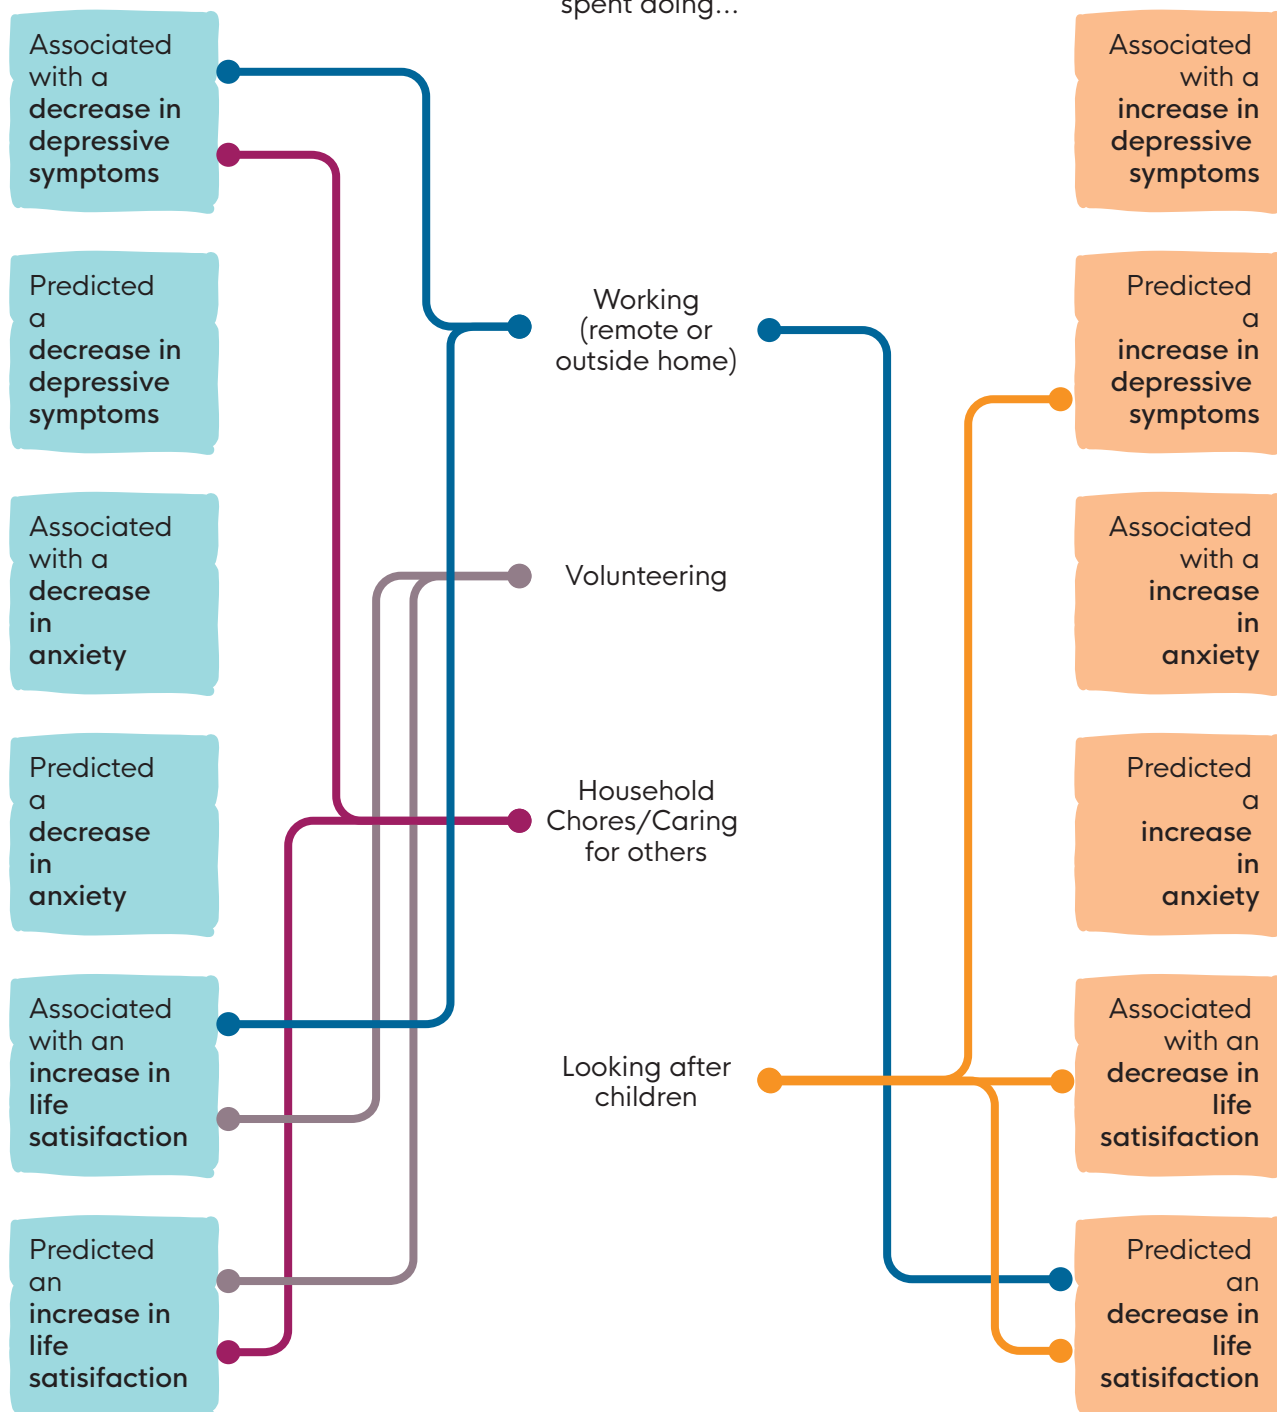 spent doing...
Associated
with a
decrease in
depressive
symptoms
Predicted
a
decrease in
depressive
symptoms
Associated
with a
decrease
in
anxiety
Predicted
a
decrease
in
anxiety
Associated
with an
increase in
life
satisifaction
Predicted
an
increase in
life
satisifaction
Working
(remote or
outside home)
Volunteering
Household
Chores/Caring
for others
Looking after
children
Associated
with a
increase in
depressive
symptoms
Predicted
a
increase in
depressive
symptoms
Associated
with a
increase
in
anxiety
Predicted
a
increase
in
anxiety
Associated
with an
decrease in
life
satisifaction
Predicted
an
decrease in
life
satisifaction